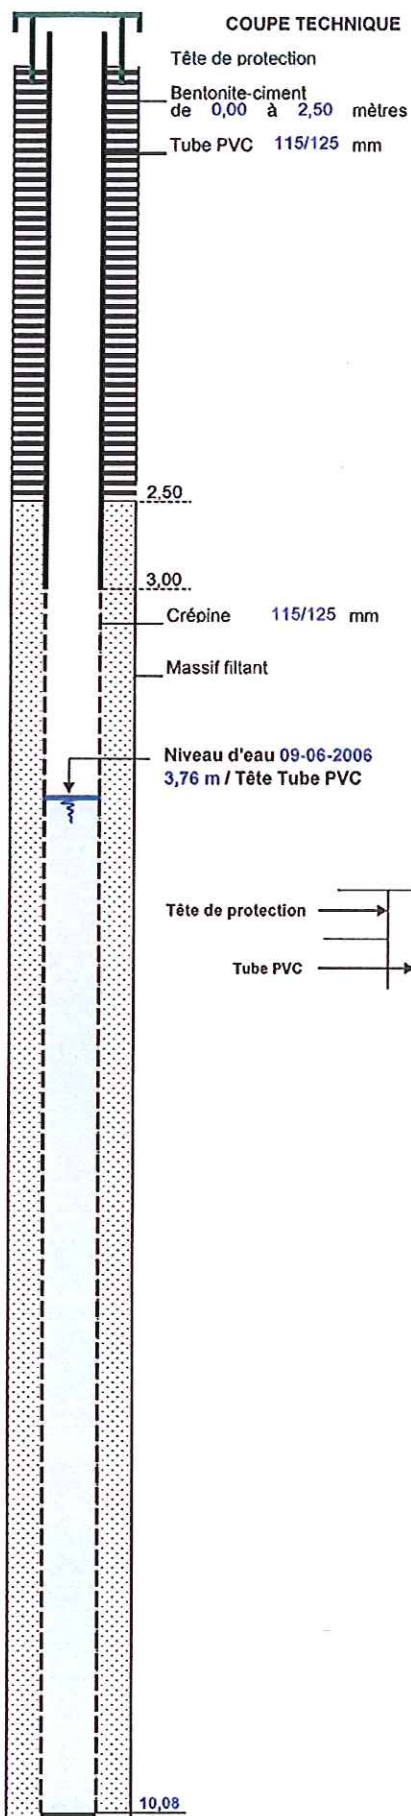 COUPE TECHNIQUE
Tête de protection
Bentonite-ciment
de 0,00 à 2,50 mètres
Tube PVC 115/125 mm
2,50
3,00
Crépine 115/125 mm
Massif filtant
Niveau d'eau 09-06-2006
3,76 m / Tête Tube PVC
Tête de protection
Tube PVC
10,08